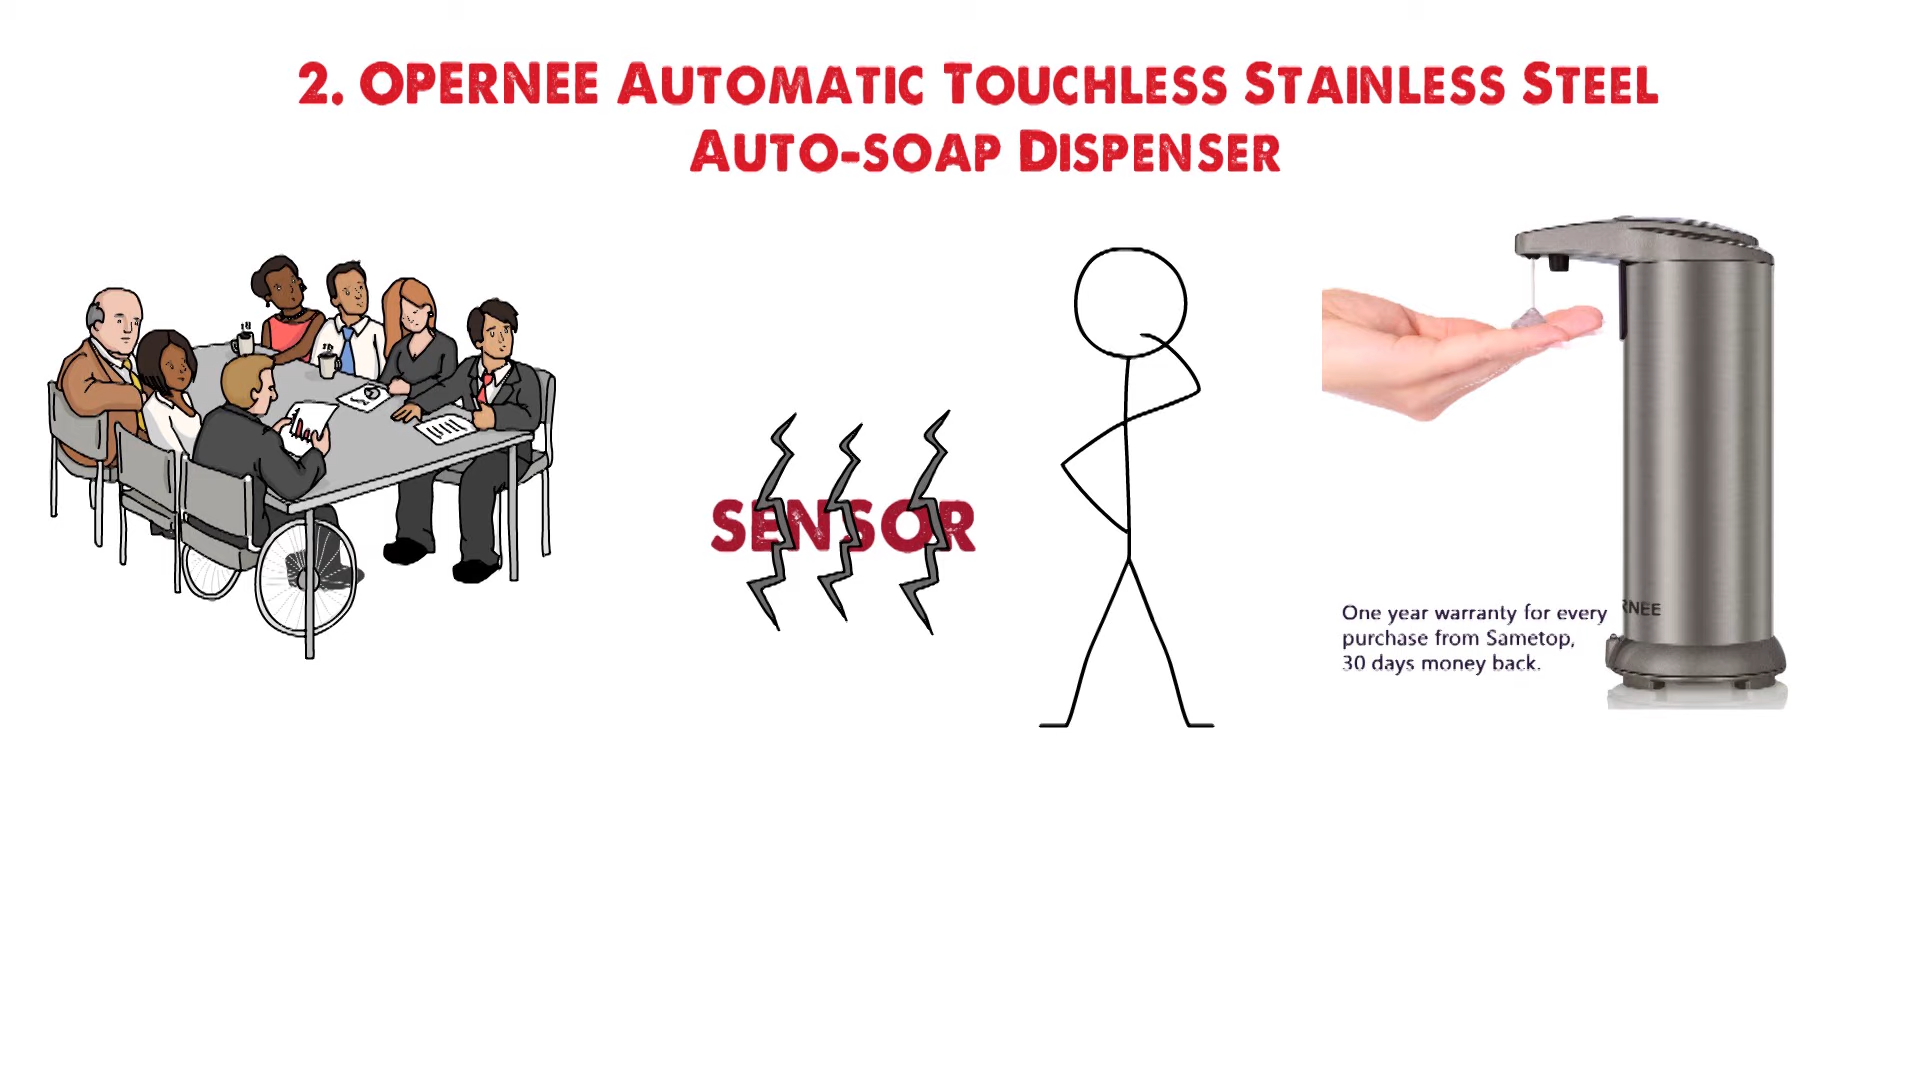 2. OPERNEE AUTOMATIC TOUCHLESS STAINLESS STEEL
AUTO-SOAP DISPENSER
SENSOR
One year warranty for every
purchase from Sametop,
30 days money back.
RNEE